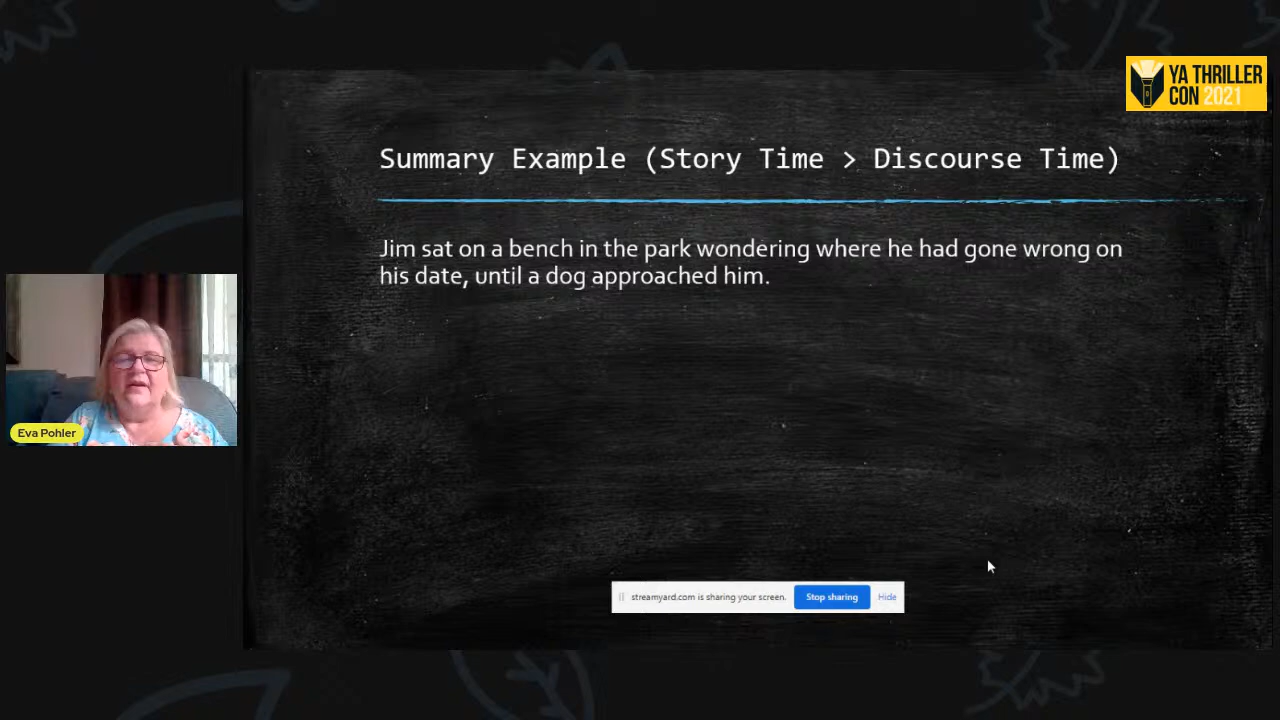 YA THRILLER
CON 2021
Summary Example (Story Time > Discourse Time)
Jim sat on a bench in the park wondering where he had gone wrong on
his date, until a dog approached him.
Eva Pohler
streamyard.com is sharing your screen. Stop sharing Hide